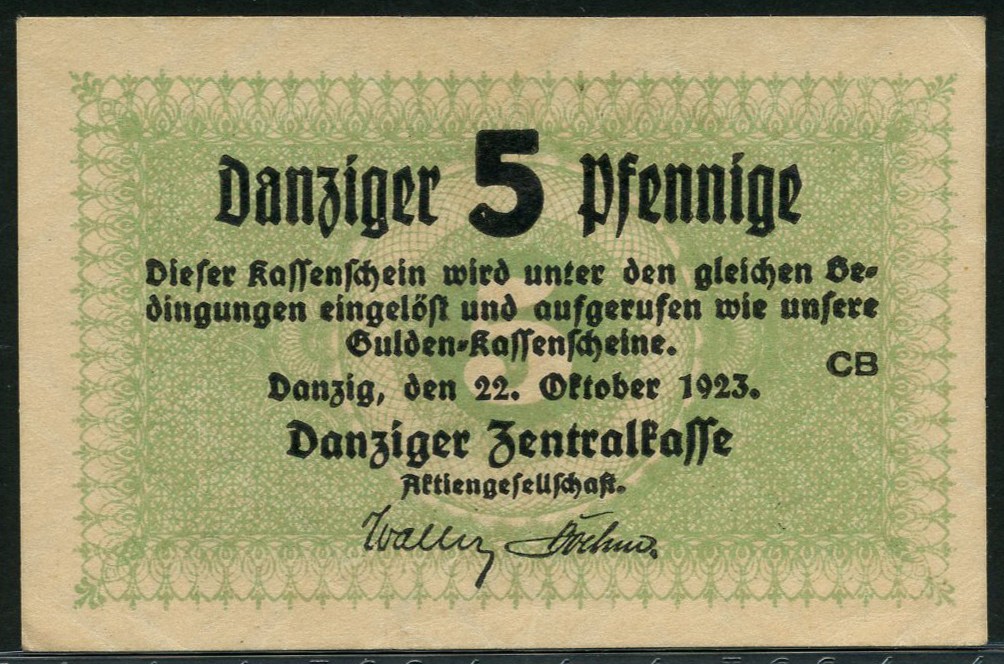 Danziger 5 Pfennige
Dieser Kassenschein wird unter den gleichen Be-
dingungen eingelöst und aufgerufen wie unsere
Gulden-Kassenscheine.
CB
Danzig, den 22. Oktober 1923.
Danziger Zentralkasse
Aktiengesellschaft.
5